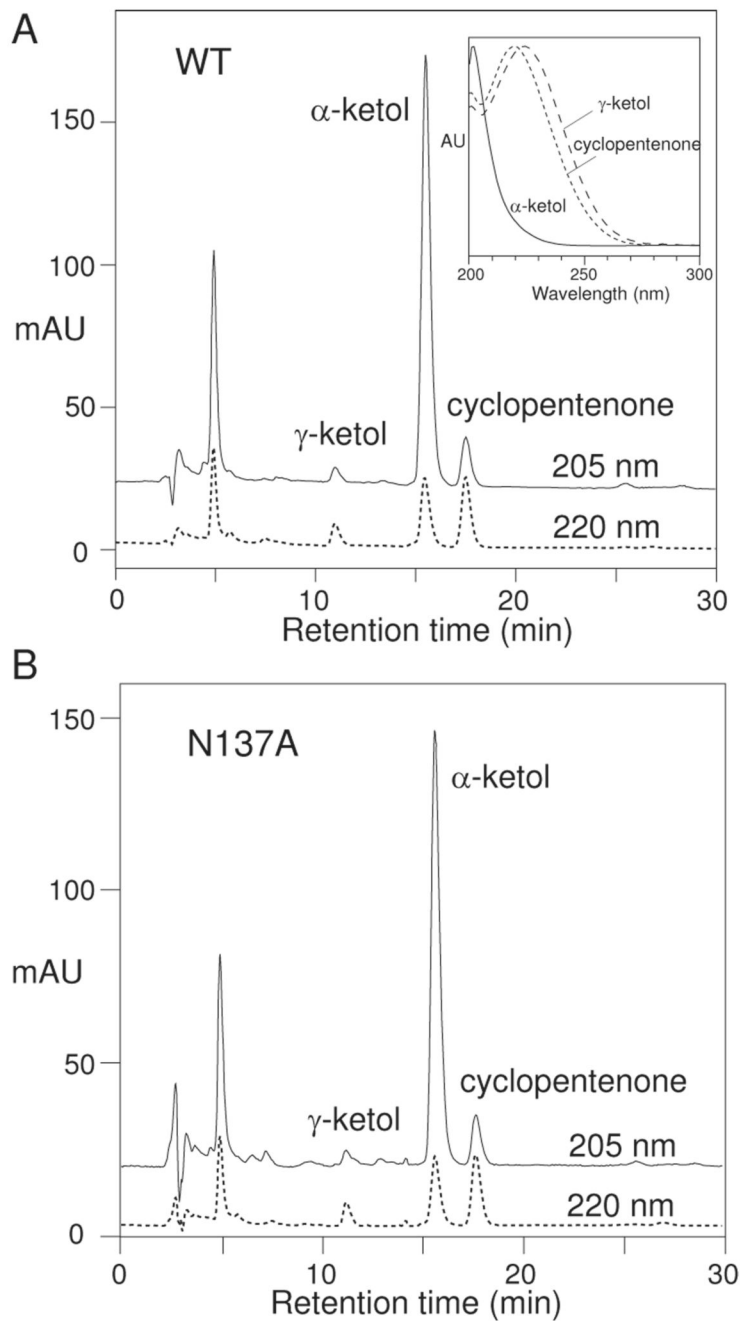 A
WT
α-ketol
γ-ketol
cyclopentenone
AU
α-ketol
200 250 300
Wavelength (nm)
150
100
mAU
50
0
γ-ketol
cyclopentenone
205 nm
220 nm
0 10 20 30
Retention time (min)
B
N137A
α-ketol
150
100
mAU
50
0
γ-ketol
cyclopentenone
205 nm
220 nm
0 10 20 30
Retention time (min)